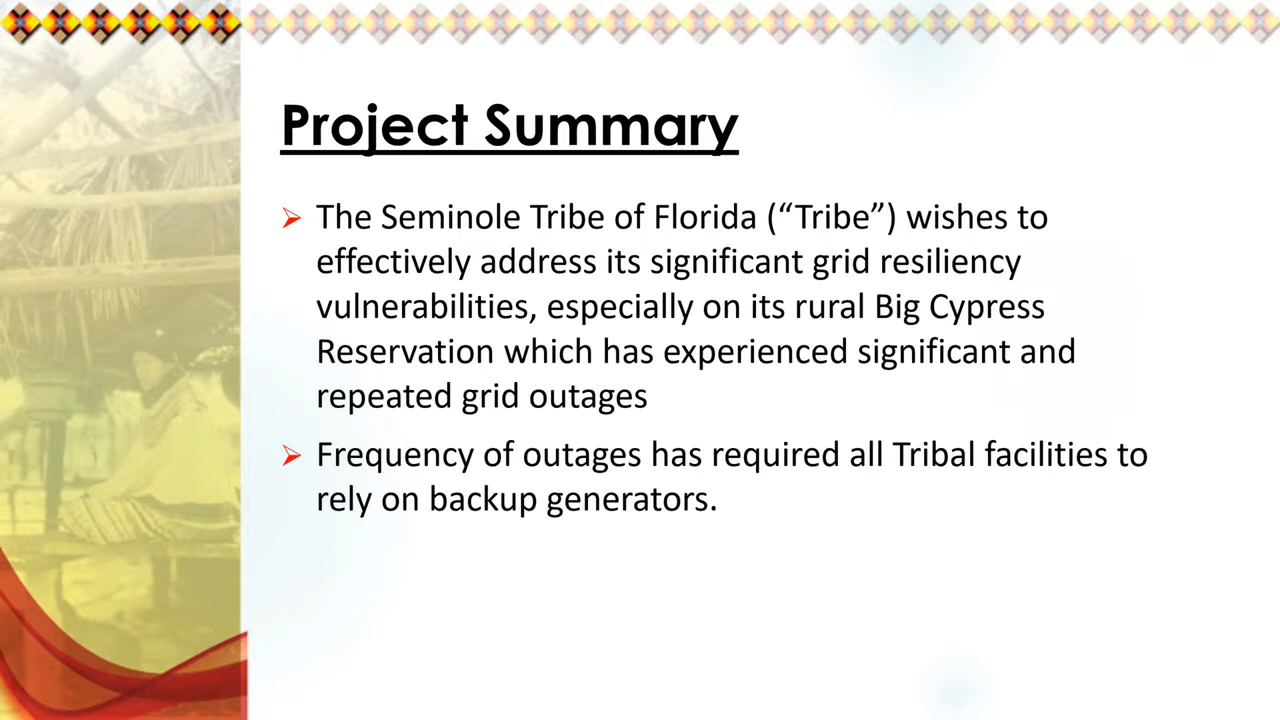 Project Summary
The Seminole Tribe of Florida (“Tribe”) wishes to
effectively address its significant grid resiliency
vulnerabilities, especially on its rural Big Cypress
Reservation which has experienced significant and
repeated grid outages
Frequency of outages has required all Tribal facilities to
rely on backup generators.